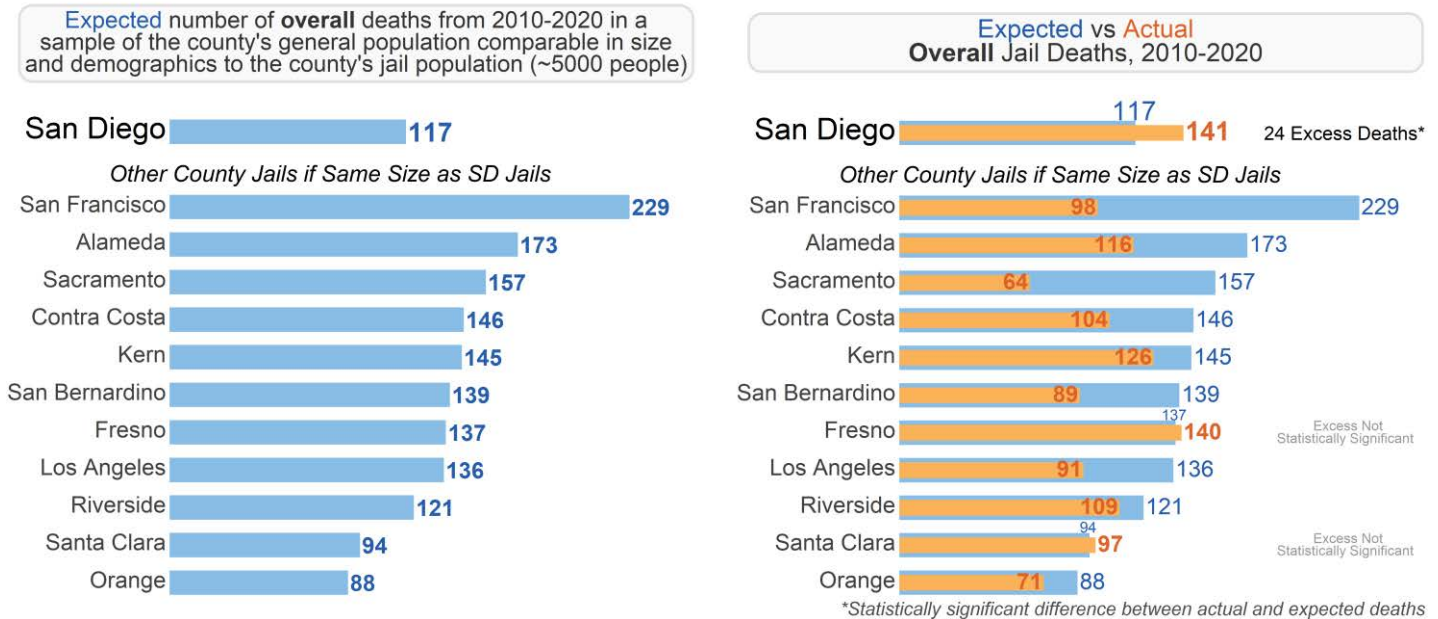 Expected number of overall deaths from 2010-2020 in a
sample of the county's general population comparable in size
and demographics to the county's jail population (~5000 people)
San Diego 117
Other County Jails if Same Size as SD Jails
San Francisco 229
Alameda 173
Sacramento 157
Contra Costa 146
Kern 145
San Bernardino 139
Fresno 137
Los Angeles 136
Riverside 121
Santa Clara 94
Orange 88
Expected vs Actual
Overall Jail Deaths, 2010-2020
117
San Diego 141 24 Excess Deaths*
Other County Jails if Same Size as SD Jails
San Francisco 98 229
Alameda 116 173
Sacramento 64 157
Contra Costa 104 146
Kern 126 145
San Bernardino 89 139
137
Fresno 140
Excess Not
Statistically Significant
Los Angeles 91 136
Riverside 109 121
94
Santa Clara 97
Excess Not
Statistically Significant
Orange 71 88
*Statistically significant difference between actual and expected deaths